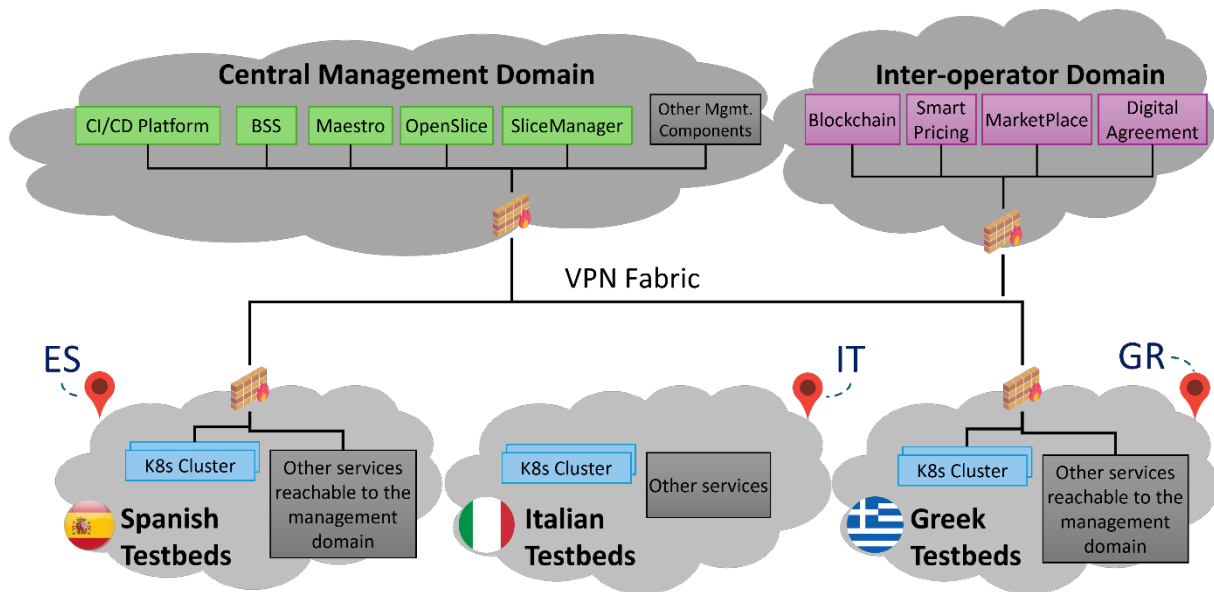 Central Management Domain
CI/CD Platform
BSS
Maestro
OpenSlice
SliceManager
Other Mgmt.
Components
Inter-operator Domain
Blockchain
Smart
Pricing
MarketPlace
Digital
Agreement
VPN Fabric
ES
K8s Cluster
Other services
reachable to the
management
domain
Spanish
Testbeds
IT
K8s Cluster
Other services
Italian
Testbeds
GR
K8s Cluster
Other services
reachable to the
management
domain
Greek
Testbeds